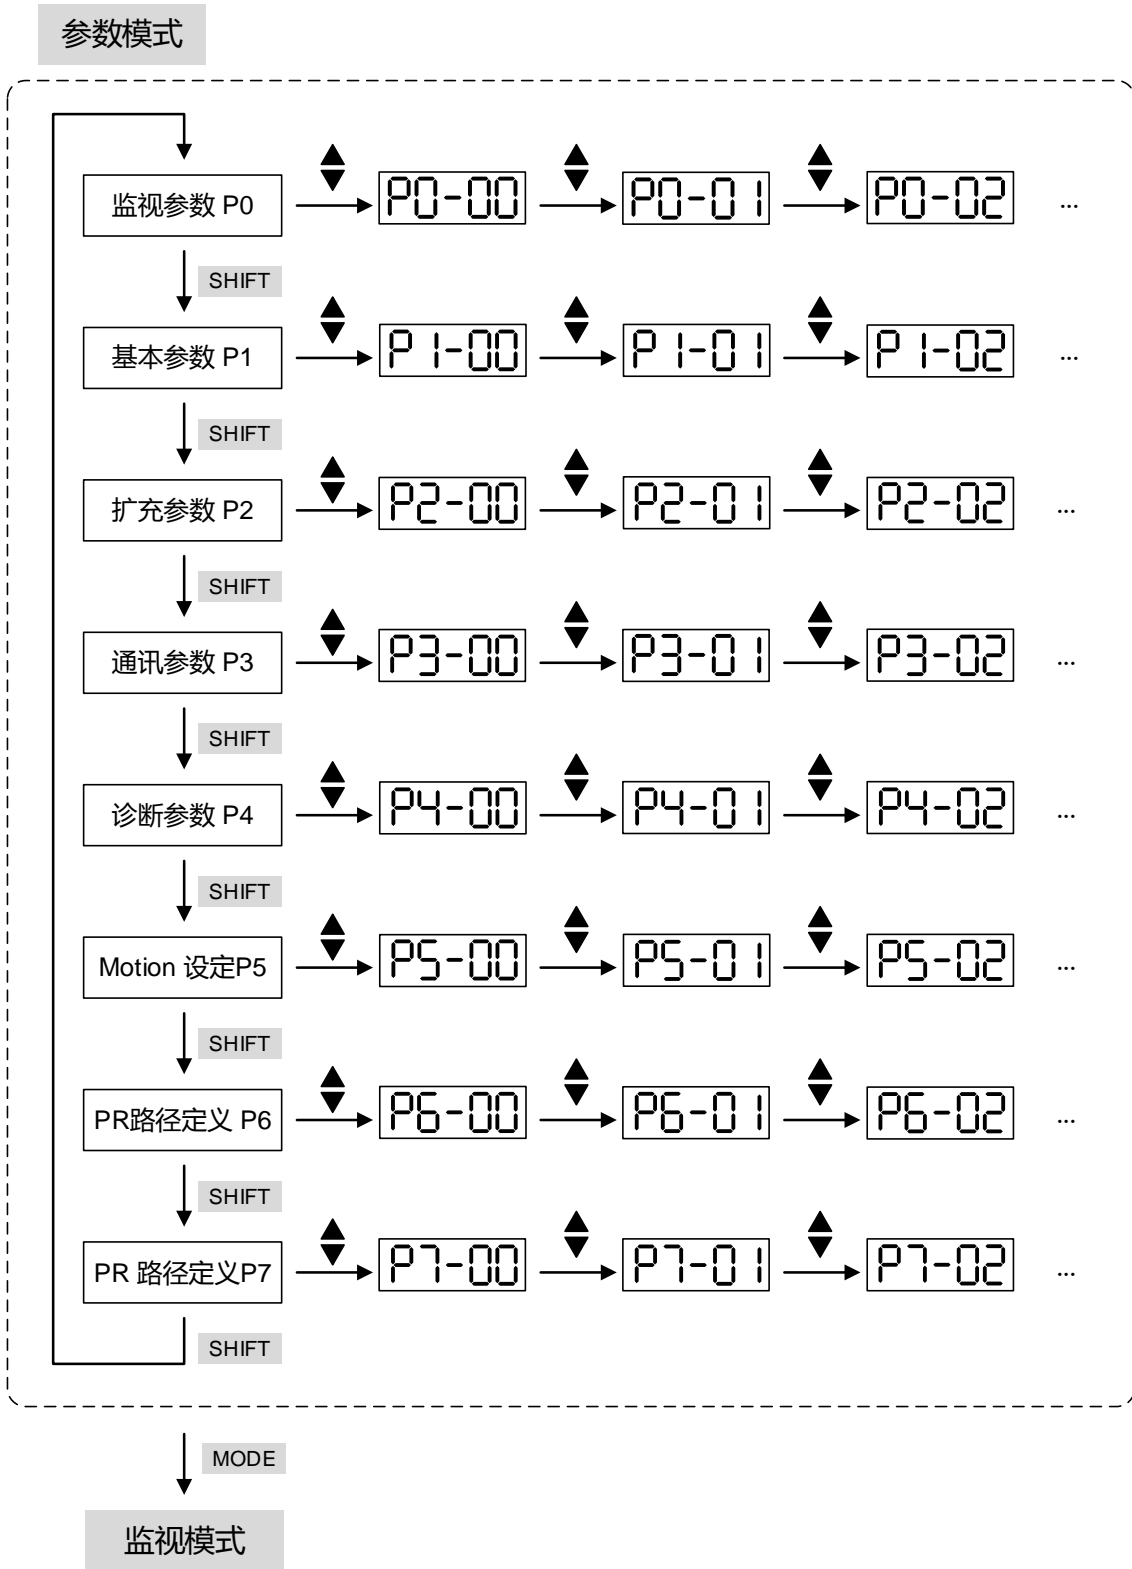 参数模式
监视参数 P0 P0-00 P0-01 P0-02 ...
SHIFT
基本参数 P1 P1-00 P1-01 P1-02 ...
SHIFT
扩充参数 P2 P2-00 P2-01 P2-02 ...
SHIFT
通讯参数 P3 P3-00 P3-01 P3-02 ...
SHIFT
诊断参数 P4 P4-00 P4-01 P4-02 ...
SHIFT
Motion 设定P5 P5-00 P5-01 P5-02 ...
SHIFT
PR路径定义 P6 P6-00 P6-01 P6-02 ...
SHIFT
PR 路径定义P7 P7-00 P7-01 P7-02 ...
SHIFT
MODE
监视模式